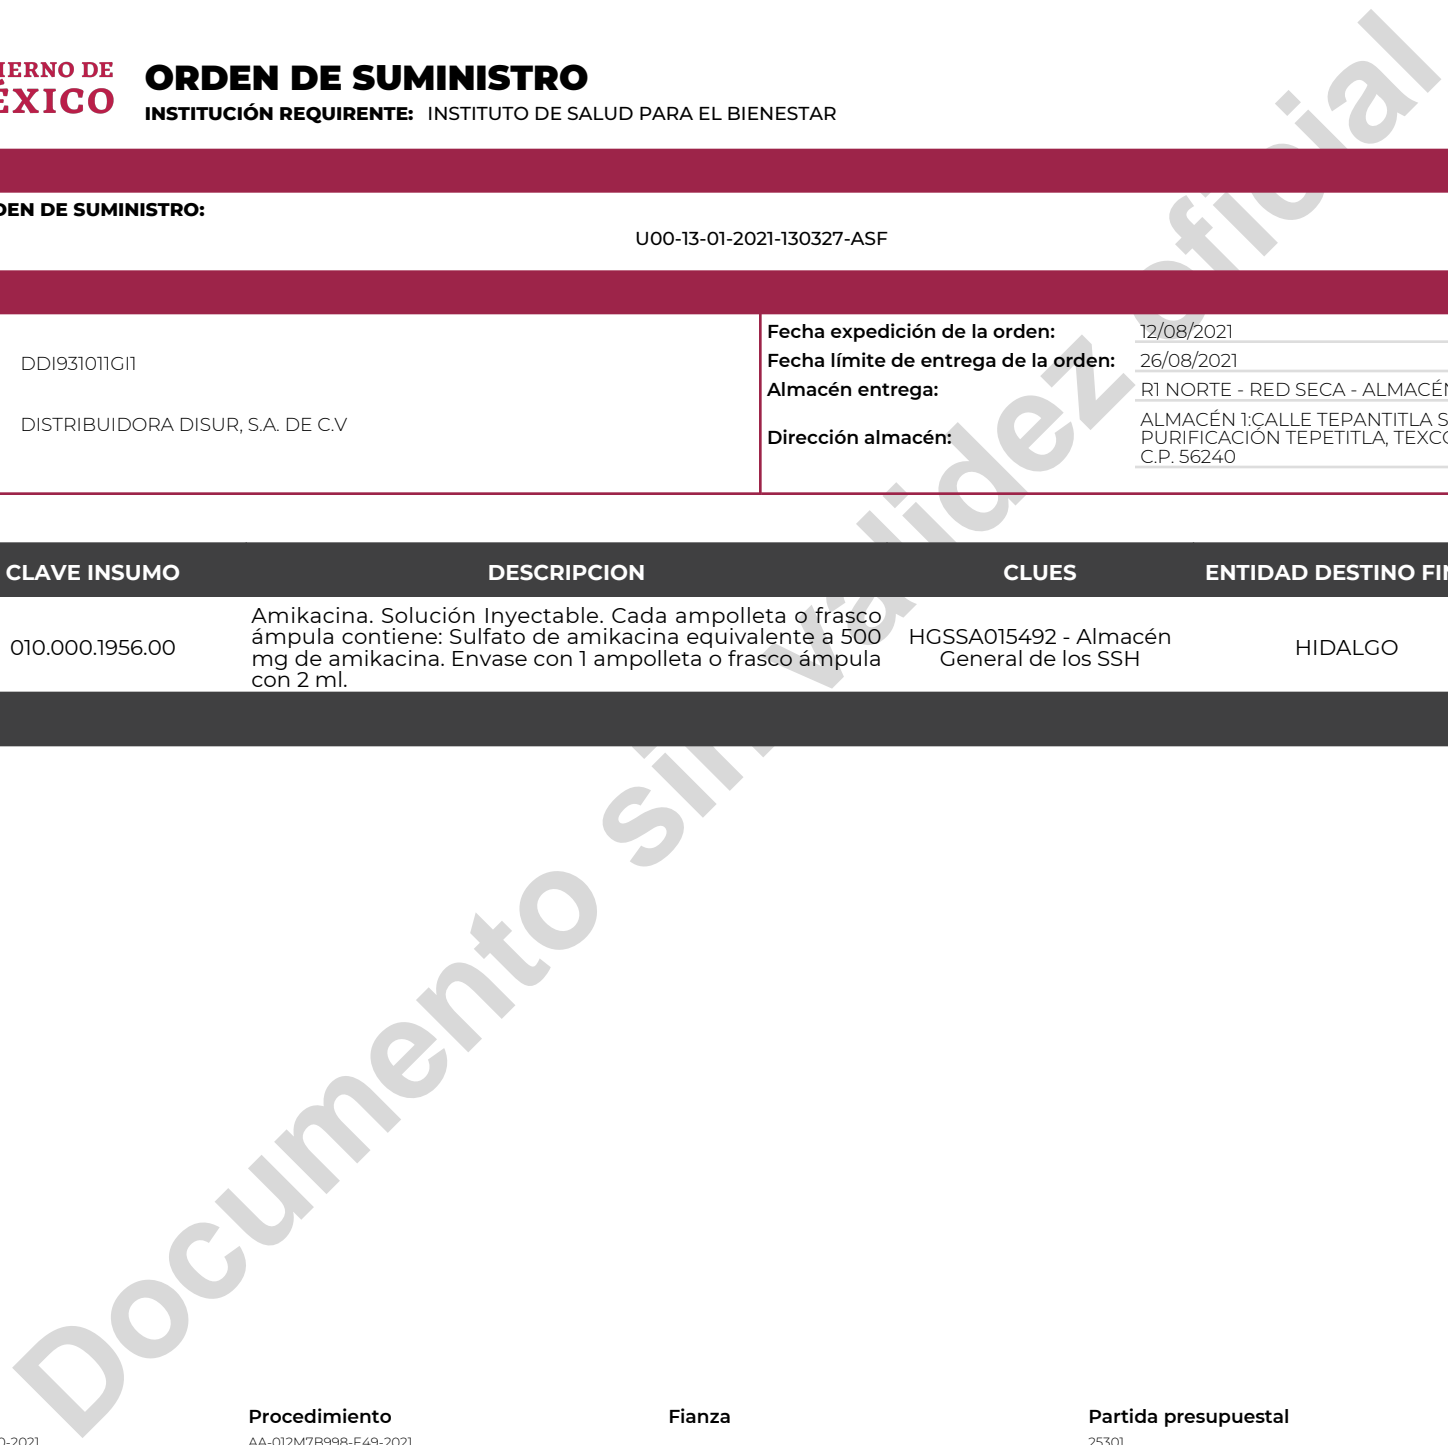 IERNO DE
ÉXICO
ORDEN DE SUMINISTRO
INSTITUCIÓN REQUIRENTE: INSTITUTO DE SALUD PARA EL BIENESTAR
DEN DE SUMINISTRO:
U00-13-01-2021-130327-ASF
DDI931011GI1
DISTRIBUIDORA DISUR, S.A. DE C.V
Fecha expedición de la orden: 12/08/2021
Fecha límite de entrega de la orden: 26/08/2021
Almacén entrega: R1 NORTE - RED SECA - ALMACÉN
Dirección almacén:
ALMACÉN 1:CALLE TEPANTITLA S
PURIFICACIÓN TEPETITLA, TEXCO
C.P. 56240
CLAVE INSUMO DESCRIPCION CLUES ENTIDAD DESTINO FIN
010.000.1956.00
Amikacina. Solución Inyectable. Cada ampolleta o frasco
ámpula contiene: Sulfato de amikacina equivalente a 500
mg de amikacina. Envase con 1 ampolleta o frasco ámpula
con 2 ml.
HGSSA015492 - Almacén
General de los SSH
HIDALGO
Documento sin validez oficial
Procedimiento Fianza Partida presupuestal
0-2021 AA-012M7B998-E49-2021 25301